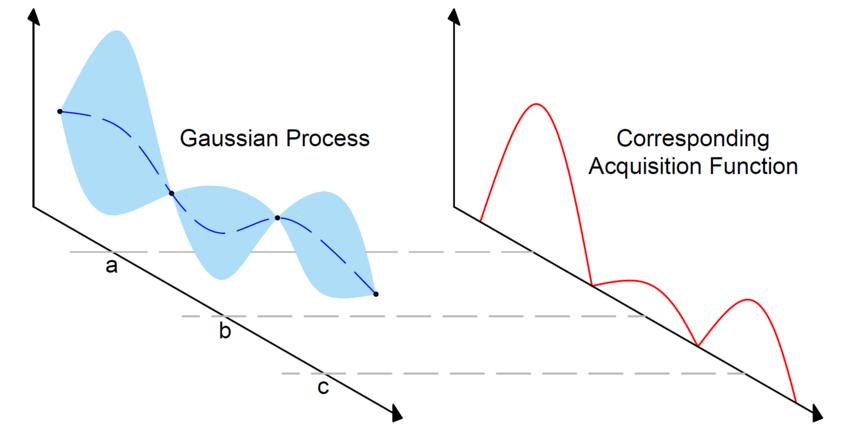 Gaussian Process
Corresponding
Acquisition Function
a
b
c